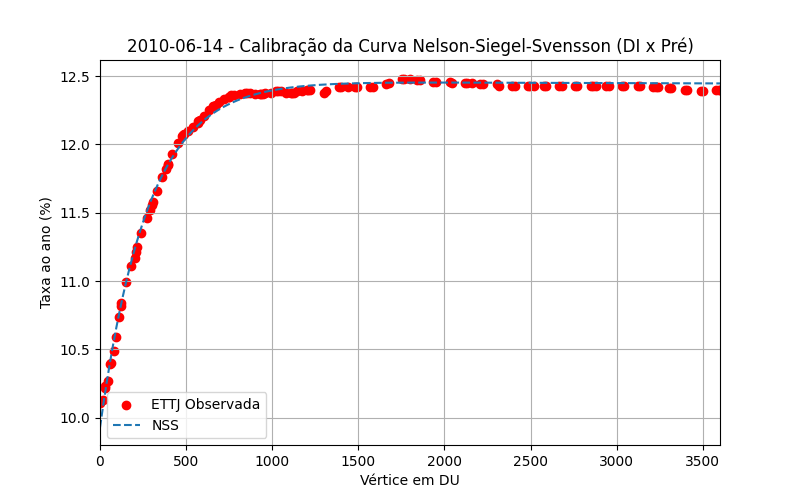 2010-06-14 - Calibração da Curva Nelson-Siegel-Svensson (DI x Pré)
Taxa ao ano (%)
12.5
12.0
11.5
11.0
10.5
10.0
ETTJ Observada
NSS
0 500 1000 1500 2000 2500 3000 3500
Vértice em DU